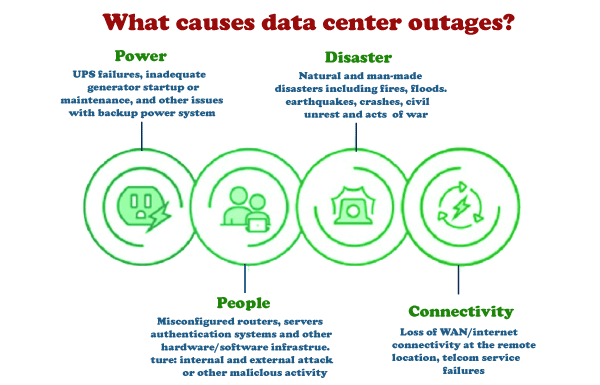 What causes data center outages?
Power
UPS failures, inadequate
generator startup or
maintenance, and other issues
with backup power system
Disaster
Natural and man-made
disasters including fires, floods.
earthquakes, crashes, civil
unrest and acts of war
People
Misconfigured routers, servers
authentication systems and other
hardware/software infrastrue.
ture: internal and external attack
or other malicious activity
Connectivity
Loss of WAN/internet
connectivity at the remote
location, telcom service
failures